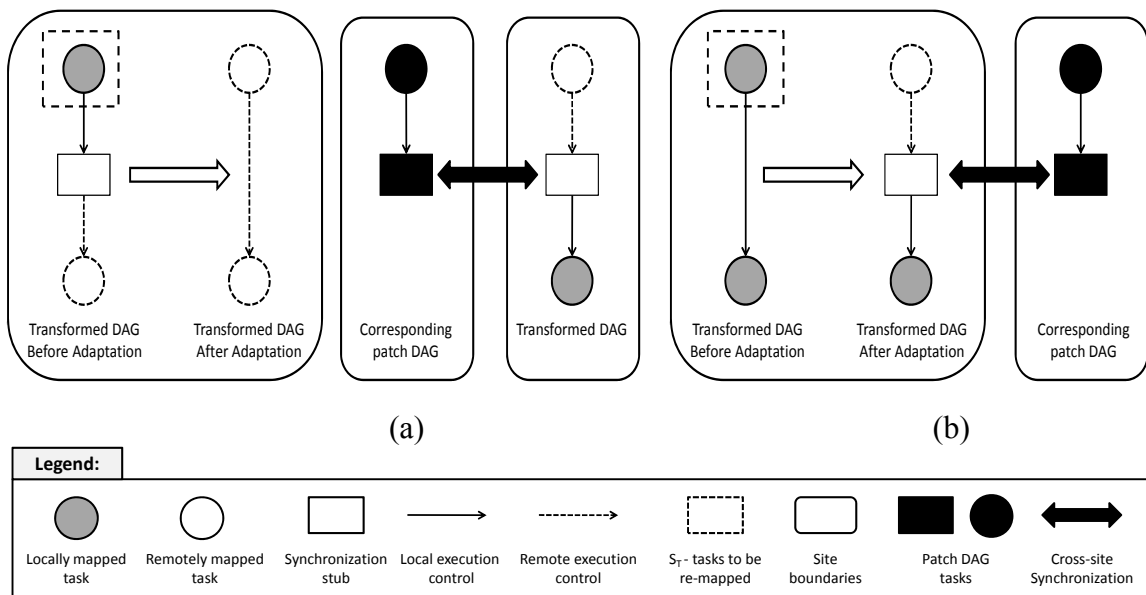 Transformed DAG
Before Adaptation
Transformed DAG
After Adaptation
Corresponding
patch DAG
Transformed DAG
Transformed DAG
Before Adaptation
Transformed DAG
After Adaptation
Corresponding
patch DAG
(a)
(b)
Legend:
Locally mapped
task
Remotely mapped
task
Synchronization
stub
Local execution
control
Remote execution
control
S_T - tasks to be
re-mapped
Site
boundaries
Patch DAG
tasks
Cross-site
Synchronization